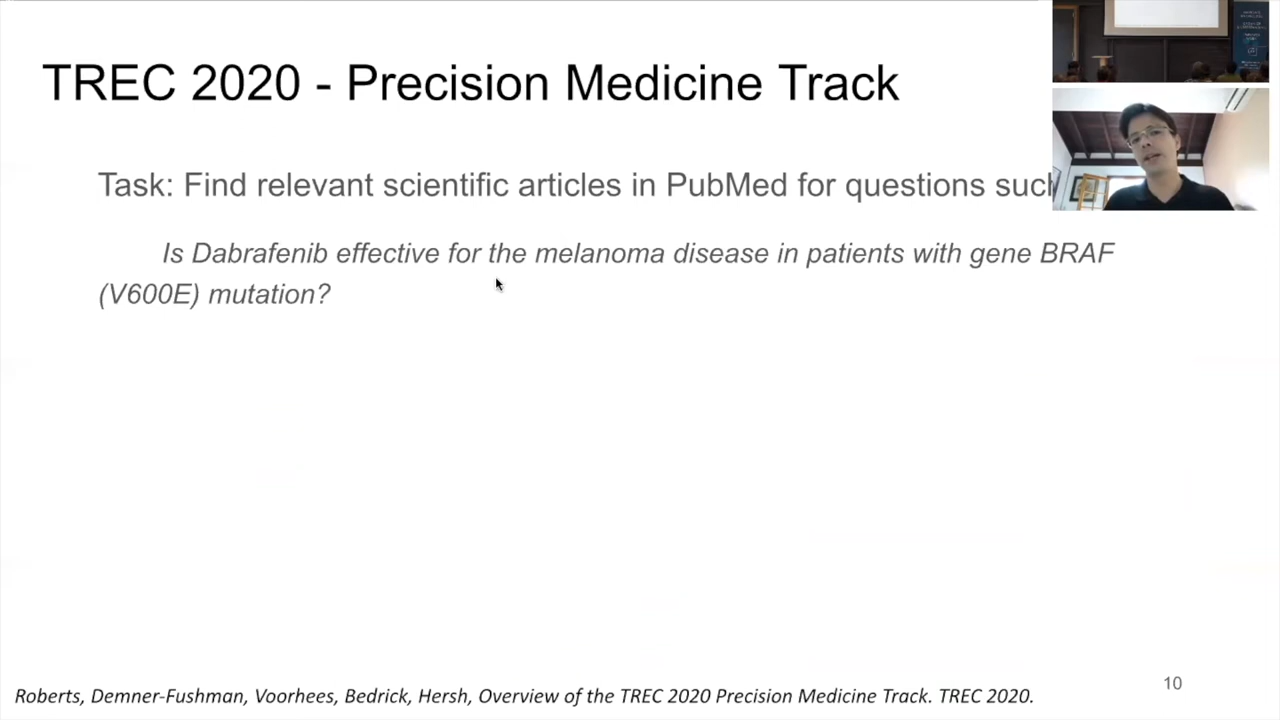 TREC 2020 - Precision Medicine Track
Task: Find relevant scientific articles in PubMed for questions such
Is Dabrafenib effective for the melanoma disease in patients with gene BRAF
(V600E) mutation?
Roberts, Demner-Fushman, Voorhees, Bedrick, Hersh, Overview of the TREC 2020 Precision Medicine Track. TREC 2020.
10